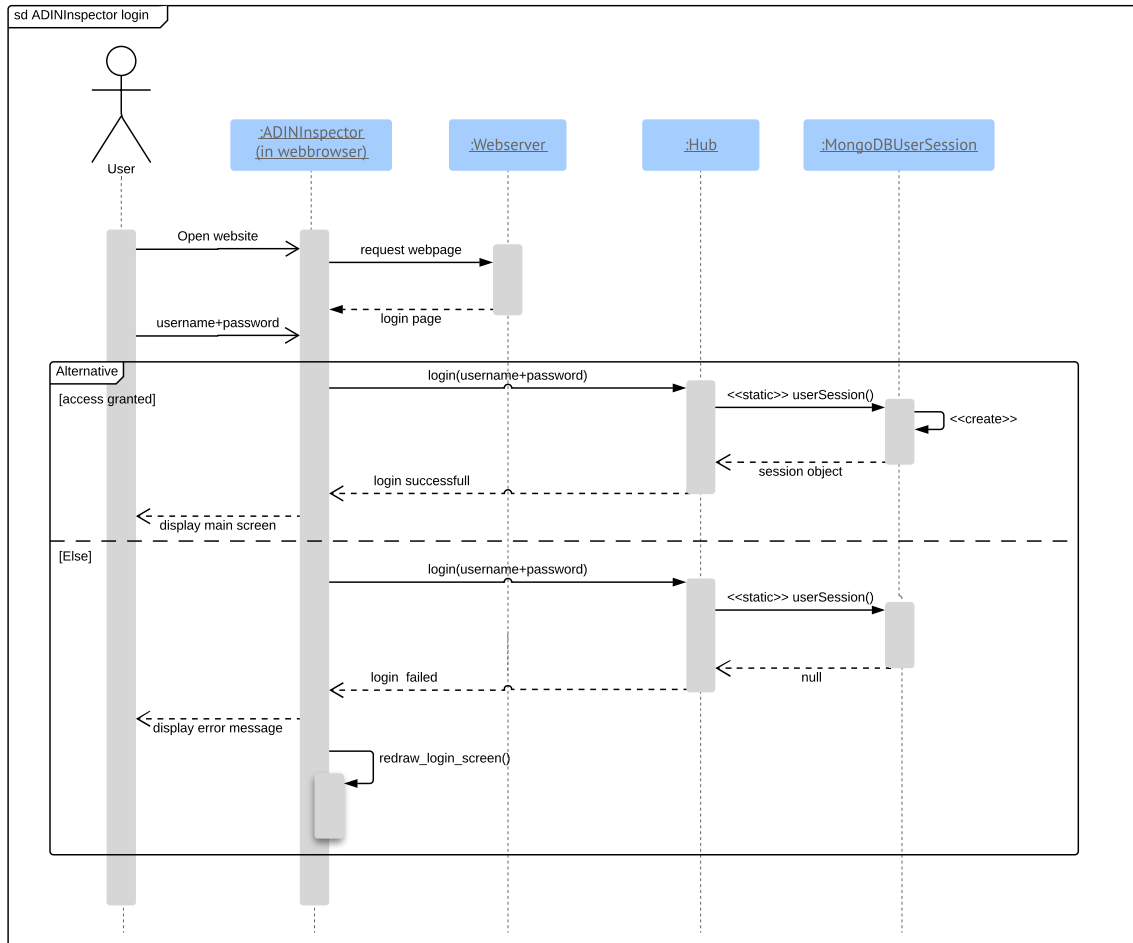 sd ADINInspector login
User
:ADINInspector
(in webbrowser)
:Webserver
:Hub
:MongoDBUserSession
Open website
request webpage
login page
username+password
Alternative
[access granted]
login(username+password)
<<static>> userSession()
<<create>>
session object
login successfull
display main screen
[Else]
login(username+password)
<<static>> userSession()
null
login  failed
display error message
redraw_login_screen()